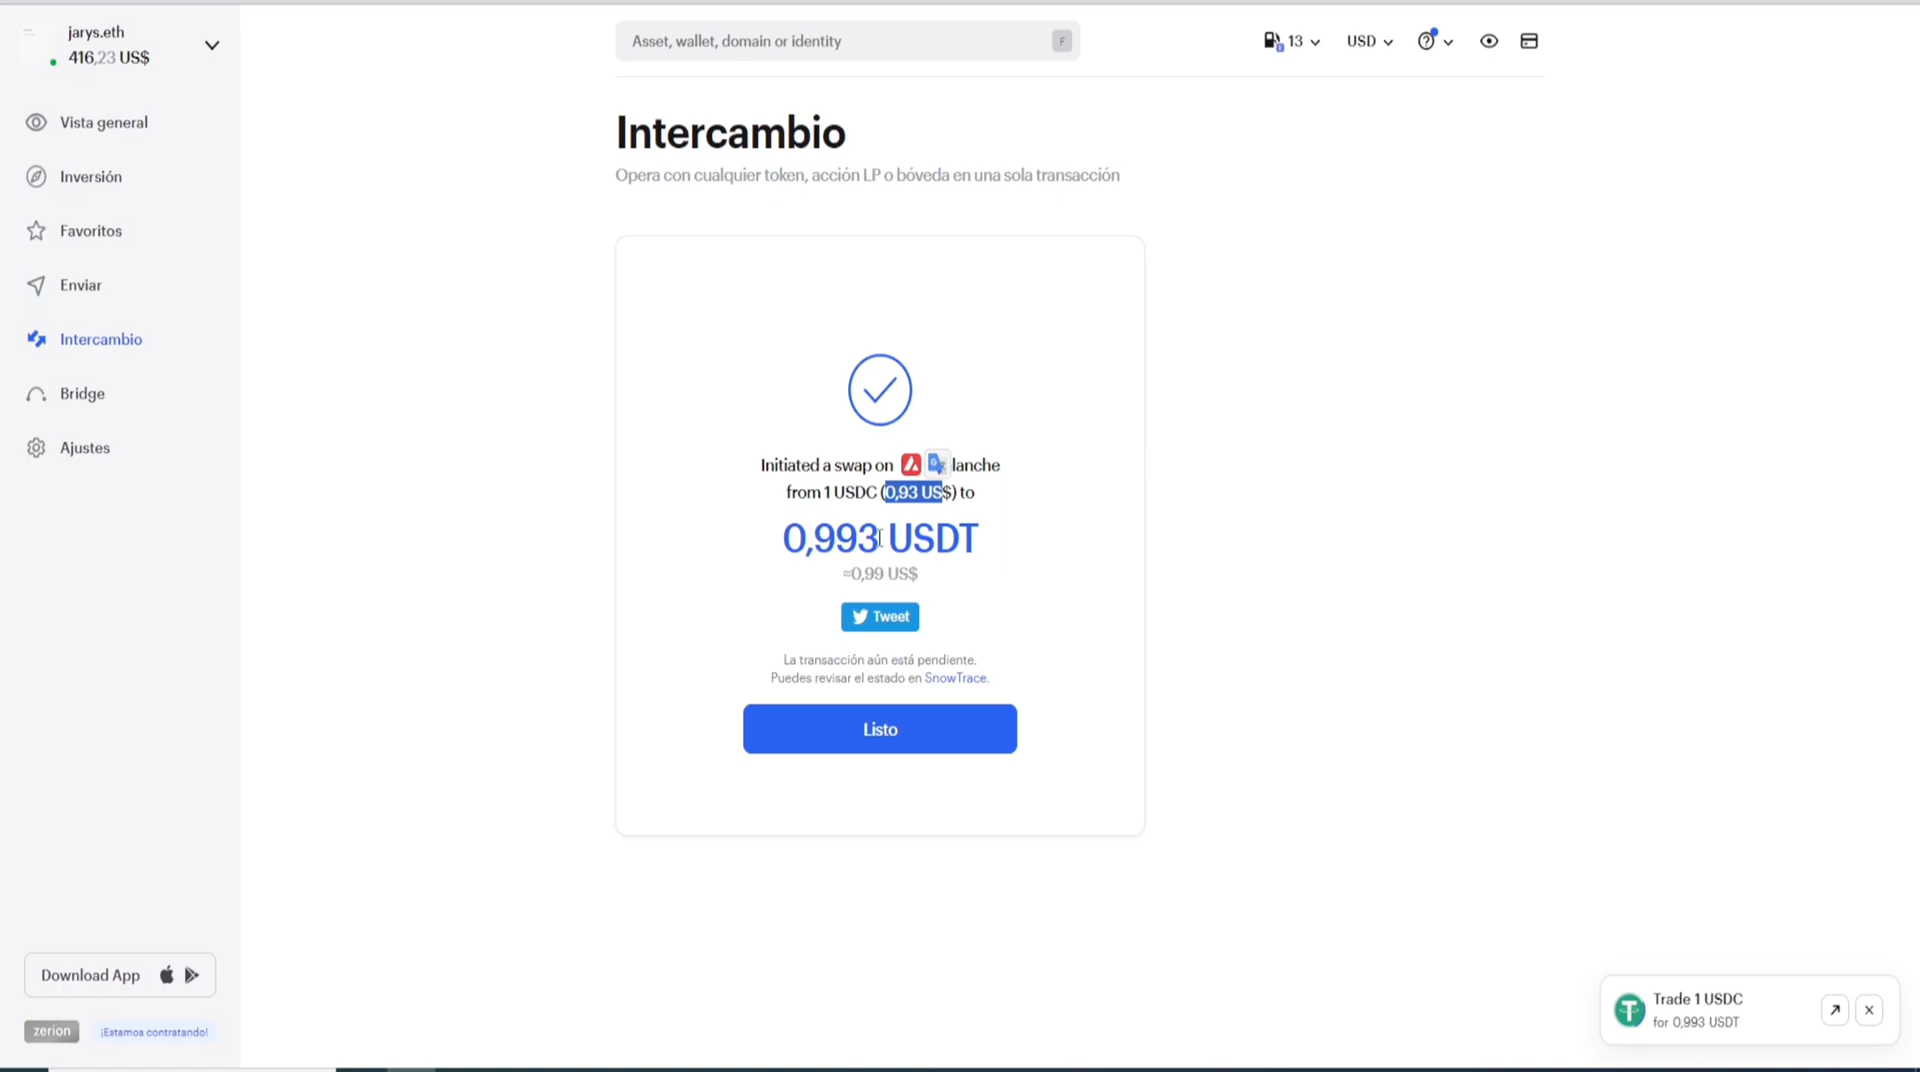 jarys.eth
416,23 US$
Vista general
Inversión
Favoritos
Enviar
Intercambio
Bridge
Ajustes
Download App
zerion
¡Estamos contratando!
Asset, wallet, domain or identity
F
13
USD
Intercambio
Opera con cualquier token, acción LP o bóveda en una sola transacción
Initiated a swap on lanche
from 1 USDC (0,93 US$) to
0,993 USDT
≈0,99 US$
Tweet
La transacción aún está pendiente.
Puedes revisar el estado en SnowTrace.
Listo
Trade 1 USDC
for 0,993 USDT